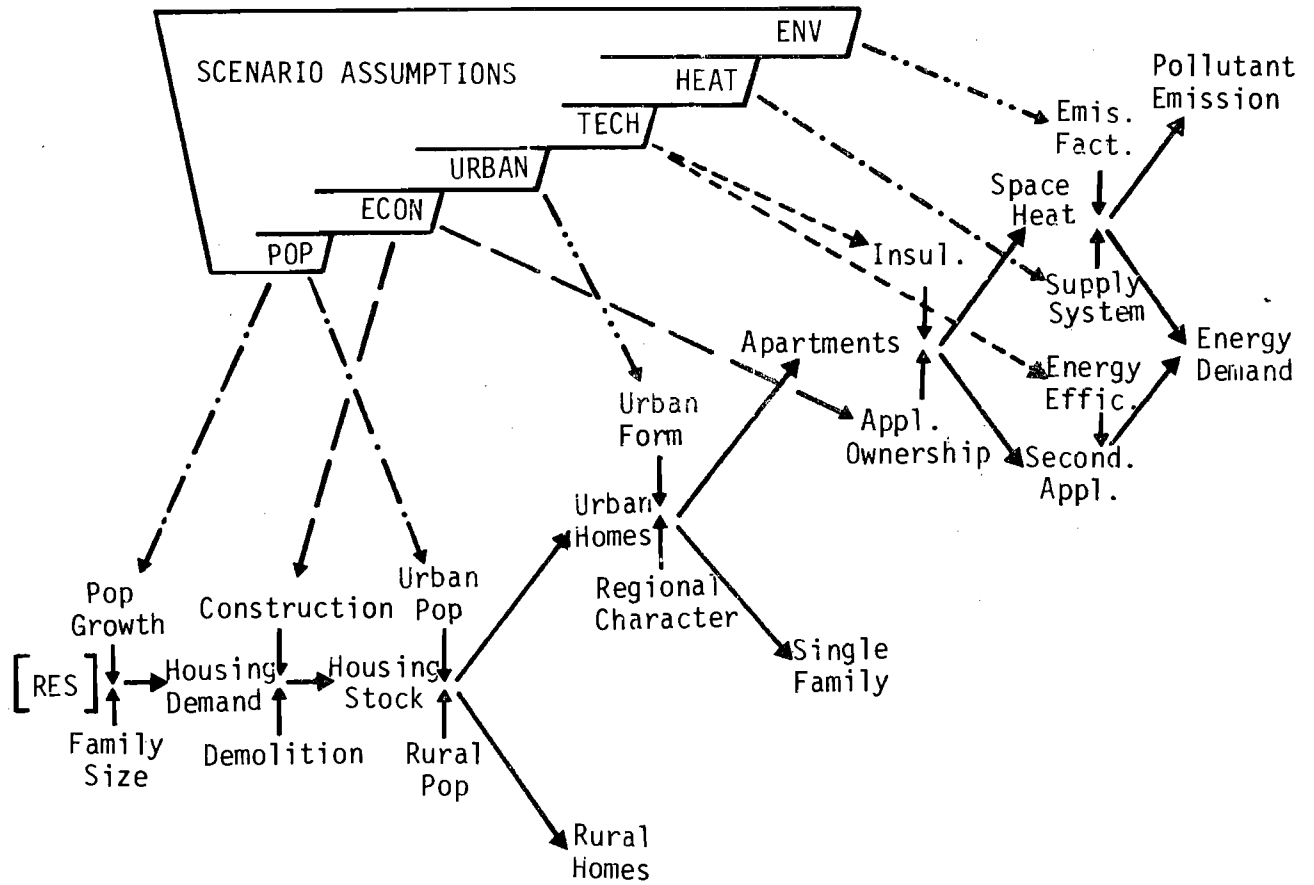 ENV
SCENARIO ASSUMPTIONS
HEAT
TECH
URBAN
ECON
POP
Pollutant
Emission
Emis.
Fact.
Space
Heat
Insul.
Supply
System
Apartments
Energy
Demand
Energy
Effic.
Urban
Form
Appl.
Ownership
Second.
Appl.
Urban
Homes
Regional
Character
Pop
Growth
Construction
Urban
Pop
[RES]
Housing
Demand
Housing
Stock
Single
Family
Family
Size
Demolition
Rural
Pop
Rural
Homes